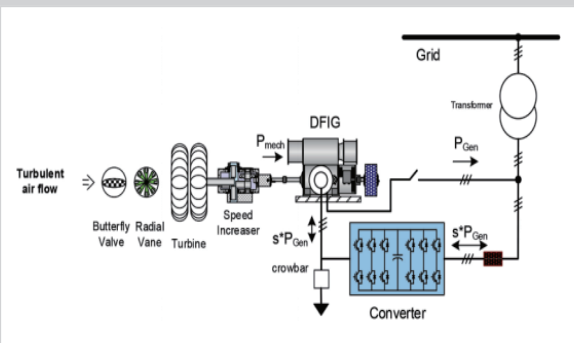 Grid
Transformer
DFIG
Pmech
PGen
Turbulent
air flow
Butterfly
Valve
Radial
Vane
Turbine
Speed
Increaser
s*PGen
s*PGen
crowbar
Converter